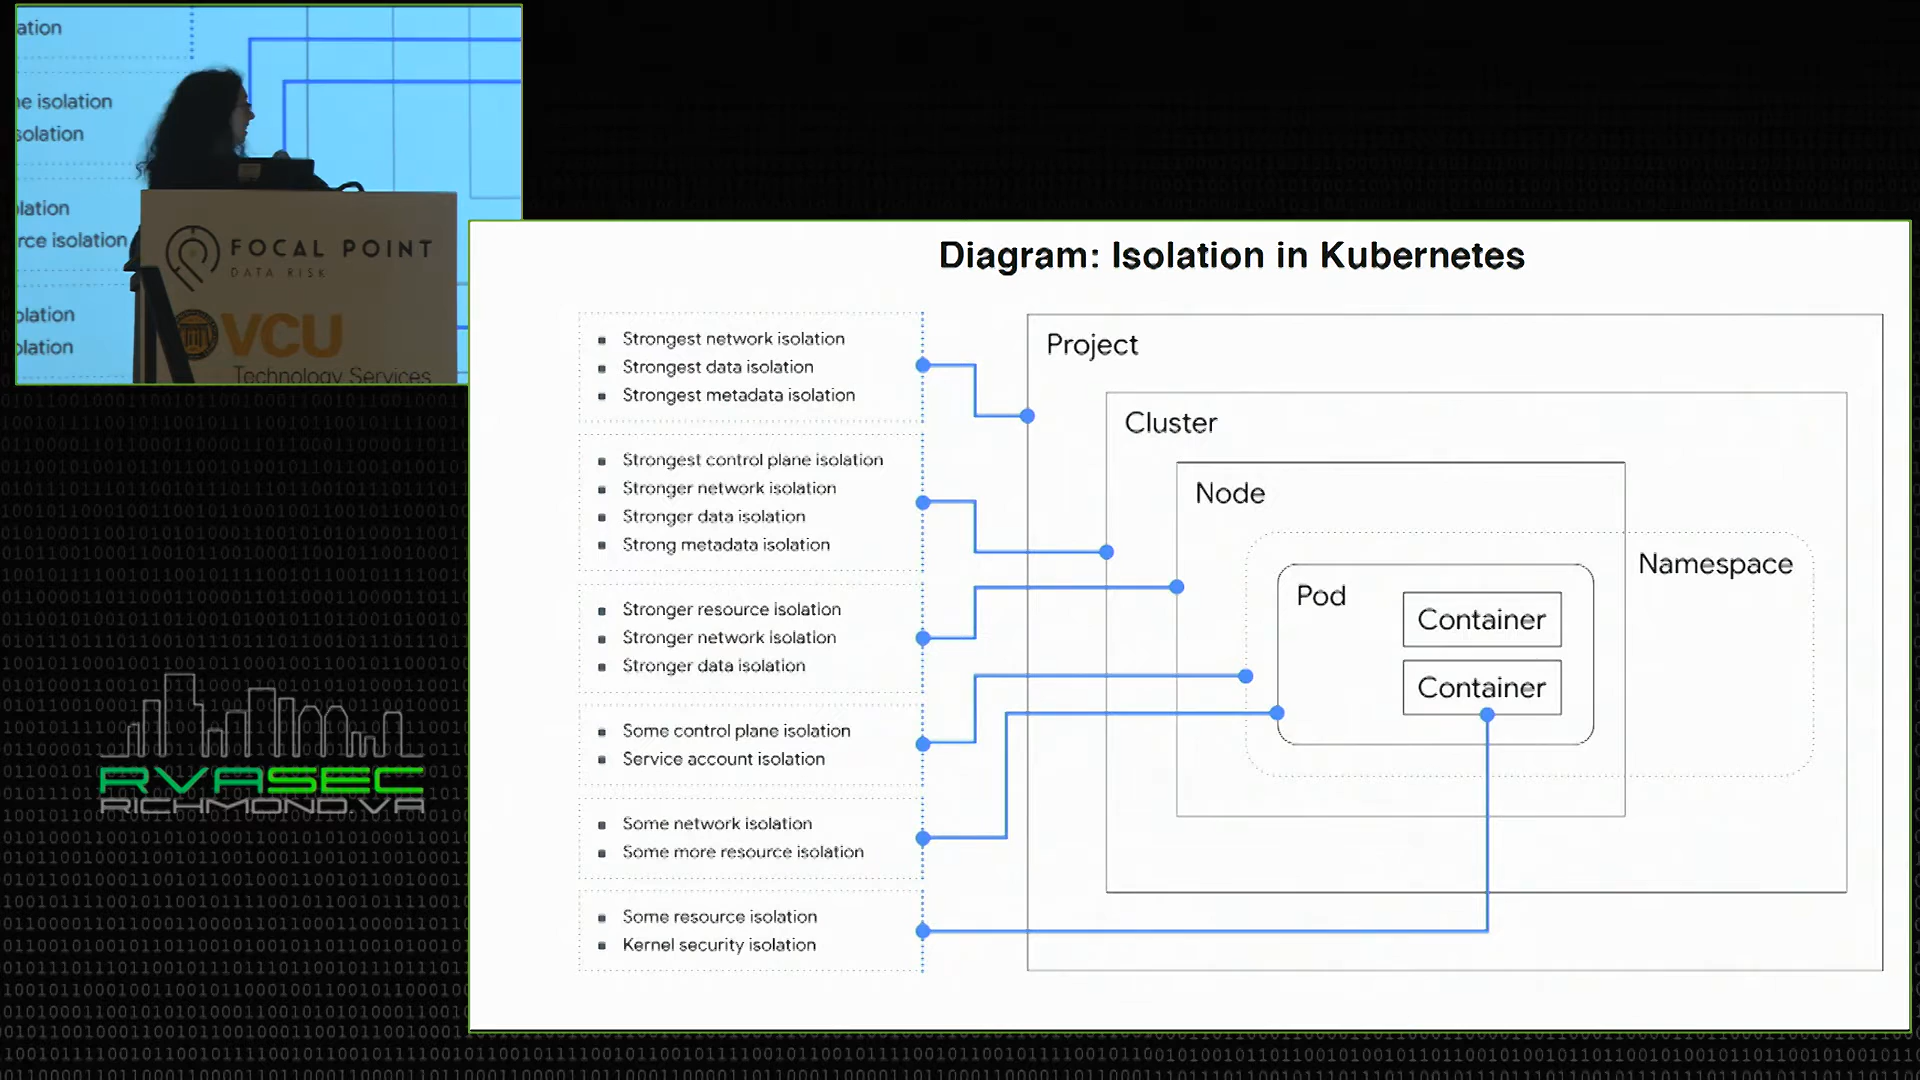 ation
e isolation
solation
lation
rce isolation
olation
olation
FOCAL POINT
DATA RISK
VCU
Technology Services
Diagram: Isolation in Kubernetes
Strongest network isolation
Strongest data isolation
Strongest metadata isolation
Strongest control plane isolation
Stronger network isolation
Stronger data isolation
Strong metadata isolation
Stronger resource isolation
Stronger network isolation
Stronger data isolation
Some control plane isolation
Service account isolation
Some network isolation
Some more resource isolation
Some resource isolation
Kernel security isolation
Project
Cluster
Node
Namespace
Pod
Container
Container
RVASEC
RICHMOND.VA